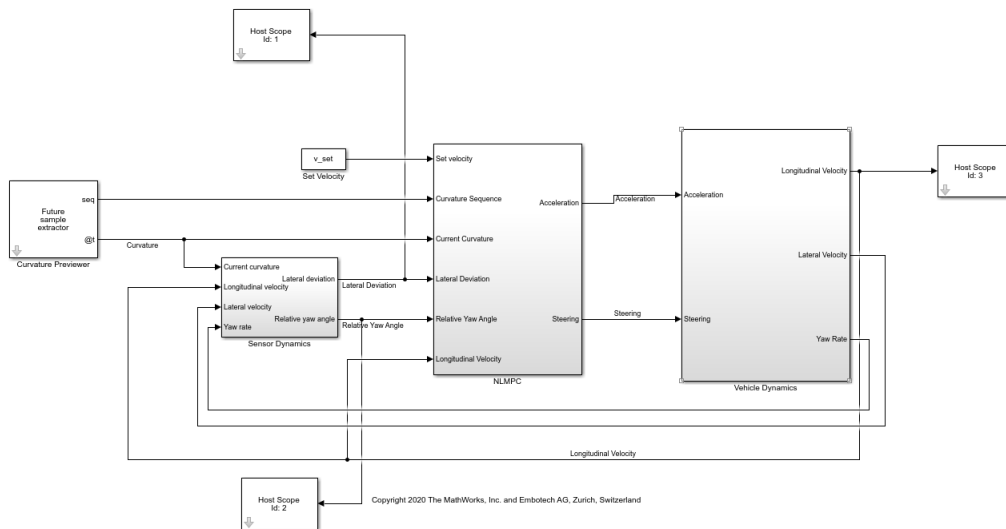 Host Scope
Id: 1
v_set
Set Velocity
Future
sample
extractor
seq
@t
Curvature Previewer
Curvature
Current curvature
Longitudinal velocity
Lateral velocity
Yaw rate
Lateral deviation
Relative yaw angle
Sensor Dynamics
Lateral Deviation
Relative Yaw Angle
Set velocity
Curvature Sequence
Current Curvature
Lateral Deviation
Relative Yaw Angle
Longitudinal Velocity
Acceleration
Steering
NLMPC
Acceleration
Steering
Acceleration
Steering
Longitudinal Velocity
Lateral Velocity
Yaw Rate
Vehicle Dynamics
Host Scope
Id: 3
Longitudinal Velocity
Host Scope
Id: 2
Copyright 2020 The MathWorks, Inc. and Embotech AG, Zurich, Switzerland